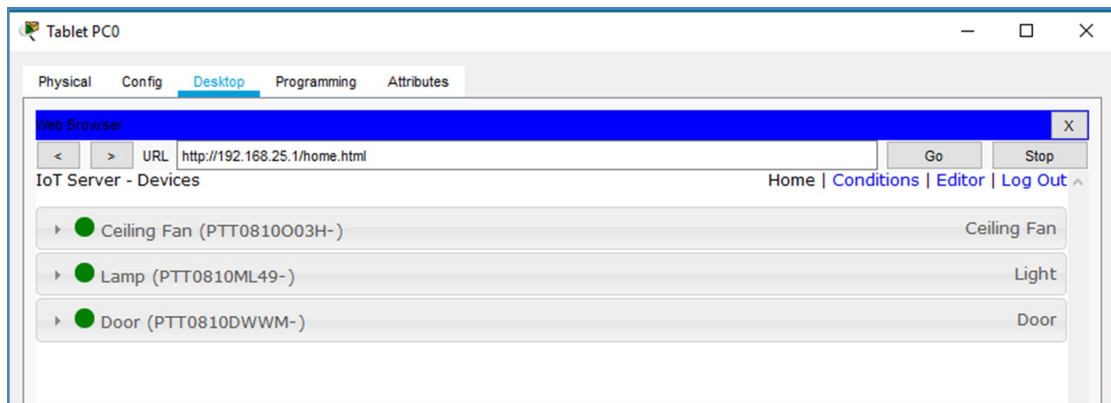 Tablet PC0
Physical Config Desktop Programming Attributes
Web Browser X
< > URL http://192.168.25.1/home.html Go Stop
IoT Server - Devices Home | Conditions | Editor | Log Out
Ceiling Fan (PTT0810O03H-) Ceiling Fan
Lamp (PTT0810ML49-) Light
Door (PTT0810DWWM-) Door